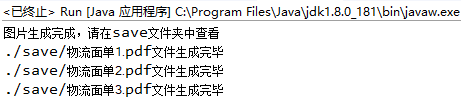 <已终止> Run [Java 应用程序] C:\Program Files\Java\jdk1.8.0_181\bin\javaw.exe
图片生成完成，请在save文件夹中查看
./save/物流面单1.pdf文件生成完毕
./save/物流面单2.pdf文件生成完毕
./save/物流面单3.pdf文件生成完毕